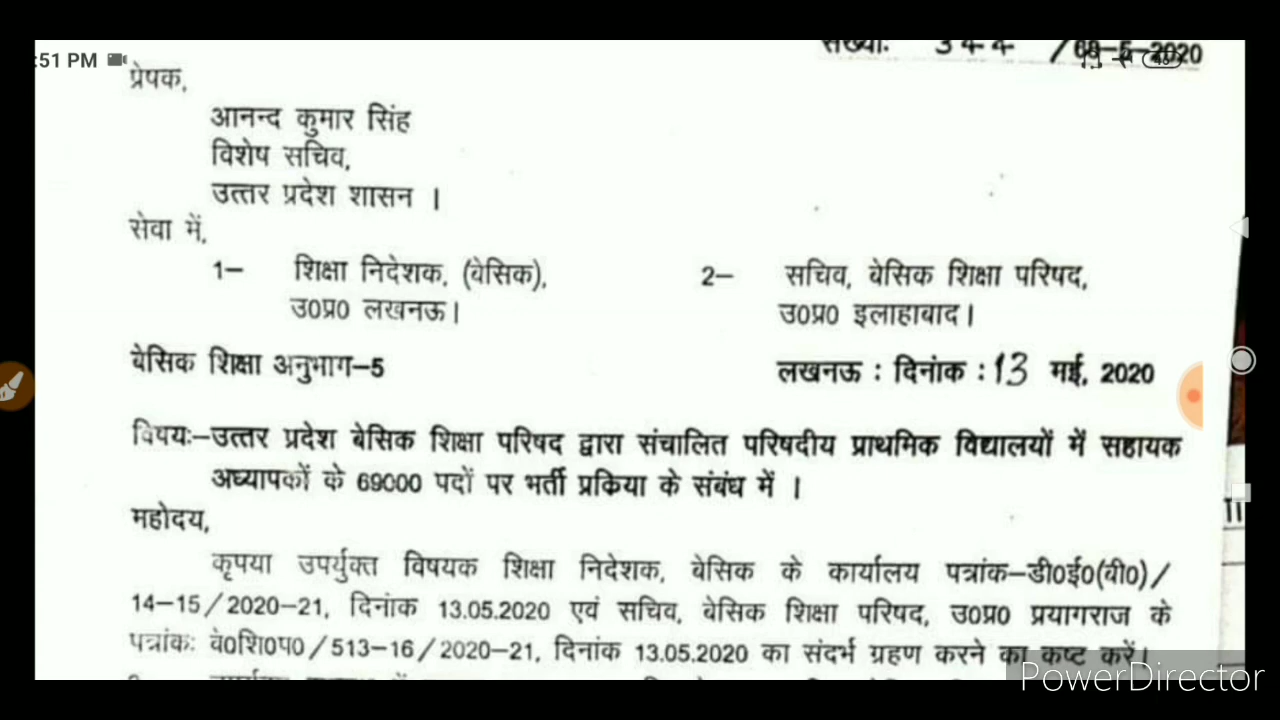 :51 PM
संख्याः 344 /68-5-2020
प्रेषक,
आनन्द कुमार सिंह
विशेष सचिव,
उत्तर प्रदेश शासन ।
सेवा में,
1– शिक्षा निदेशक, (बेसिक), 2– सचिव, बेसिक शिक्षा परिषद,
उ0प्र0 लखनऊ। उ0प्र0 इलाहाबाद।
बेसिक शिक्षा अनुभाग–5 लखनऊ : दिनांक : 13 मई, 2020
विषयः–उत्तर प्रदेश बेसिक शिक्षा परिषद द्वारा संचालित परिषदीय प्राथमिक विद्यालयों में सहायक
अध्यापकों के 69000 पदों पर भर्ती प्रकिया के संबंध में ।
महोदय,
कृपया उपर्युक्त विषयक शिक्षा निदेशक, बेसिक के कार्यालय पत्रांक–डी0ई0(बी0)/
14–15/2020–21, दिनांक 13.05.2020 एवं सचिव, बेसिक शिक्षा परिषद, उ0प्र0 प्रयागराज के
पत्रांकः बे0शि0प0/513–16/2020–21, दिनांक 13.05.2020 का संदर्भ ग्रहण करने का कष्ट करें।
PowerDirector